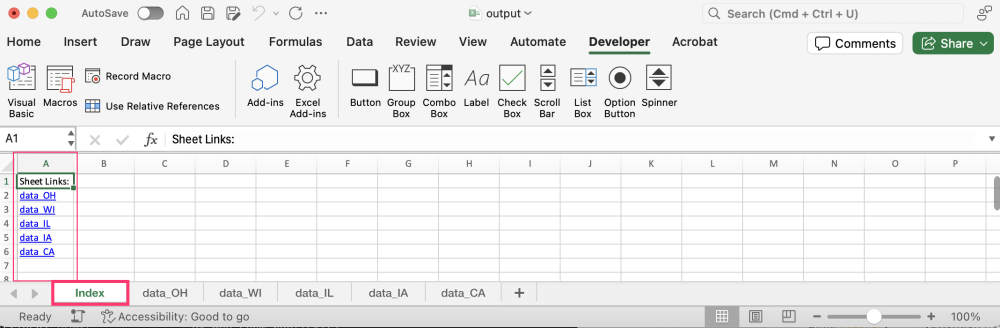 AutoSave
output
Search (Cmd + Ctrl + U)
Home Insert Draw Page Layout Formulas Data Review View Automate Developer Acrobat
Comments
Share
Visual Basic
Macros
Record Macro
Use Relative References
Add-ins
Excel Add-ins
Button
Group Box
Combo Box
Label
Check Box
Scroll Bar
List Box
Option Button
Spinner
XYZ
Aa
A1
fx
Sheet Links:
A B C D E F G H I J K L M N O P
1 Sheet Links:
2 data_OH
3 data_WI
4 data_IL
5 data_IA
6 data_CA
7
8
Index data_OH data_WI data_IL data_IA data_CA +
Ready
Accessibility: Good to go
100%